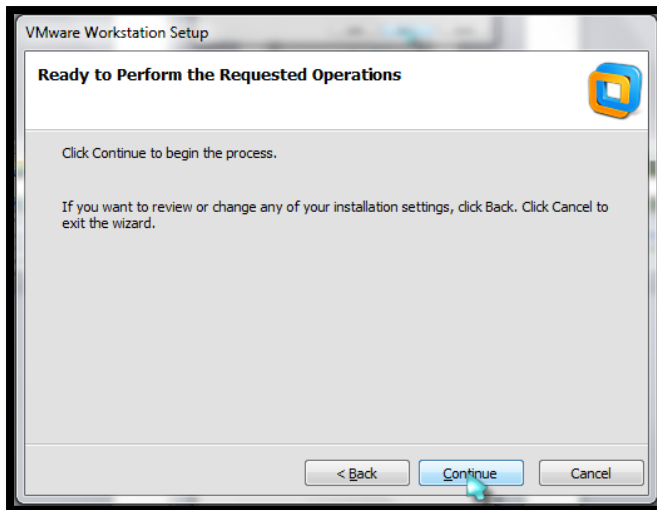 VMware Workstation Setup
Ready to Perform the Requested Operations
Click Continue to begin the process.
If you want to review or change any of your installation settings, click Back. Click Cancel to
exit the wizard.
< Back
Continue
Cancel